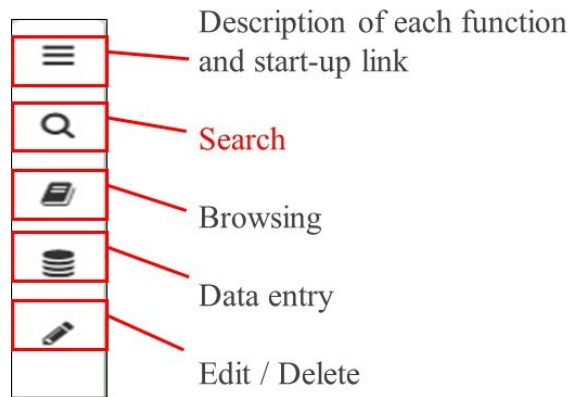 Description of each function
and start-up link
Search
Browsing
Data entry
Edit / Delete